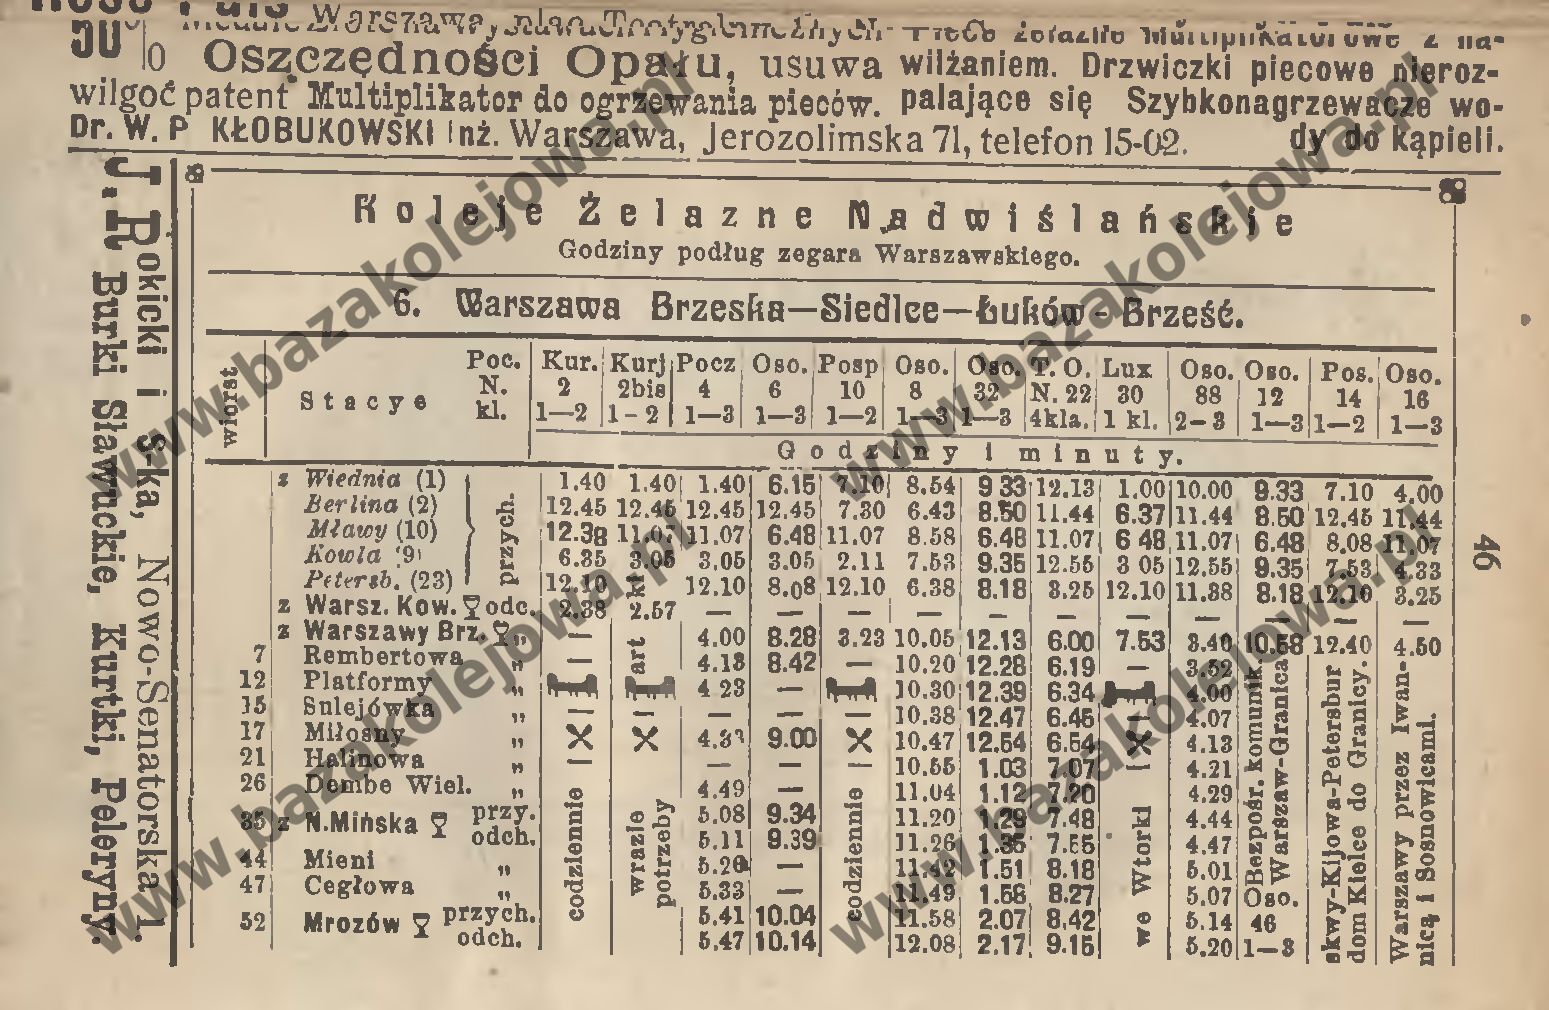 50%
Oszczędności Opału, usuwa
wilgoć patent Multiplikator do ogrzewania pieców.
Dr. W. P KŁOBUKOWSKI Inż. Warszawa, Jerozolimska 71, telefon 15-02.
wilżaniem. Drzwiczki piecowe nieroz-
palające się Szybkonagrzewacze wo-
dy do kąpieli.
J. Rokicki i S-ka, Nowo-Senatorska 1.
Burki Sławuckie, Kurtki, Peleryny.
Koleje Żelazne Nadwiślańskie
Godziny podług zegara Warszawskiego.
6. Warszawa Brzeska—Siedlce—Łuków-Brześć.
wiorst Stacye Poc. Kur. Kurj Pocz Oso. Posp Oso. Oso. T. O. Lux Oso. Oso. Pos. Oso.
N. 2 2bis 4 6 10 8 32 N. 22 30 88 12 14 16
kl. 1—2 1-2 1—3 1—3 1—2 1—3 1—3 4kla. 1 kl. 2-3 1—3 1—2 1—3
Godziny i minuty.
z Wiednia (1) 1.40 1.40 1.40 6.15 7.10 8.54 9 33 12.13 1.00 10.00 9.33 7.10 4.00
Berlina (2) 12.45 12.45 12.45 12.45 7.30 6.43 8.50 11.44 6.37 11.44 8.50 12.45 11.44
Mławy (10) przych. 12.38 11.07 11.07 6.48 11.07 8.58 6.48 11.07 6 48 11.07 6.48 8.08 11.07
Kowla (9) 6.35 3.05 3.05 3.05 2.11 7.53 9.35 12.55 3 05 12.55 9.35 7.53 4.33
Petersb. (23) 12.10 12.10 8.08 12.10 6.38 8.18 3.25 12.10 11.38 8.18 12.10 3.25
z Warsz. Kow. odc. 2.38 2.57 — — — — — — — — — — —
z Warszawy Brz. „ — 4.00 8.28 3.23 10.05 12.13 6.00 7.53 3.40 10.58 12.40 4.50
7 Rembertowa „ — 4.13 8.42 — 10.20 12.28 6.19 — 3.52
12 Platformy „ 4 23 — 10.30 12.39 6.34 4.00
15 Sulejówka „ — — — — — 10.38 12.47 6.45 — 4.07
17 Miłosny „ 9.00 10.47 12.54 6.54 4.13
21 Halinowa „ — — — — 10.55 1.03 7.07 — 4.21
26 Dembe Wiel. „ 4.49 — 11.04 1.12 7.20 4.29
35 z N.Mińska przy. 5.08 9.34 11.20 1.29 7.48 4.44
odch. 5.11 9.39 11.26 1.35 7.55 4.47
44 Mieni „ — 11.42 1.51 8.18 5.01
47 Cegłowa „ 5.33 — 11.49 1.58 8.27 5.07 Oso.
52 Mrozów przych. 5.41 10.04 11.58 2.07 8.42 5.14 46
odch. 5.47 10.14 12.08 2.17 9.15 5.20 1—3
codziennie
wrazie
potrzeby
codziennie
we Wtorki
Bezpośr. komunik.
Warszaw-Granica
skwy-Kijowa-Petersbur
dom Kielce do Granicy.
Warszawy przez Iwan-
nicą i Sosnowicami.
46
www.bazakolejowa.pl
www.bazakolejowa.pl
www.bazakolejowa.pl
www.bazakolejowa.pl